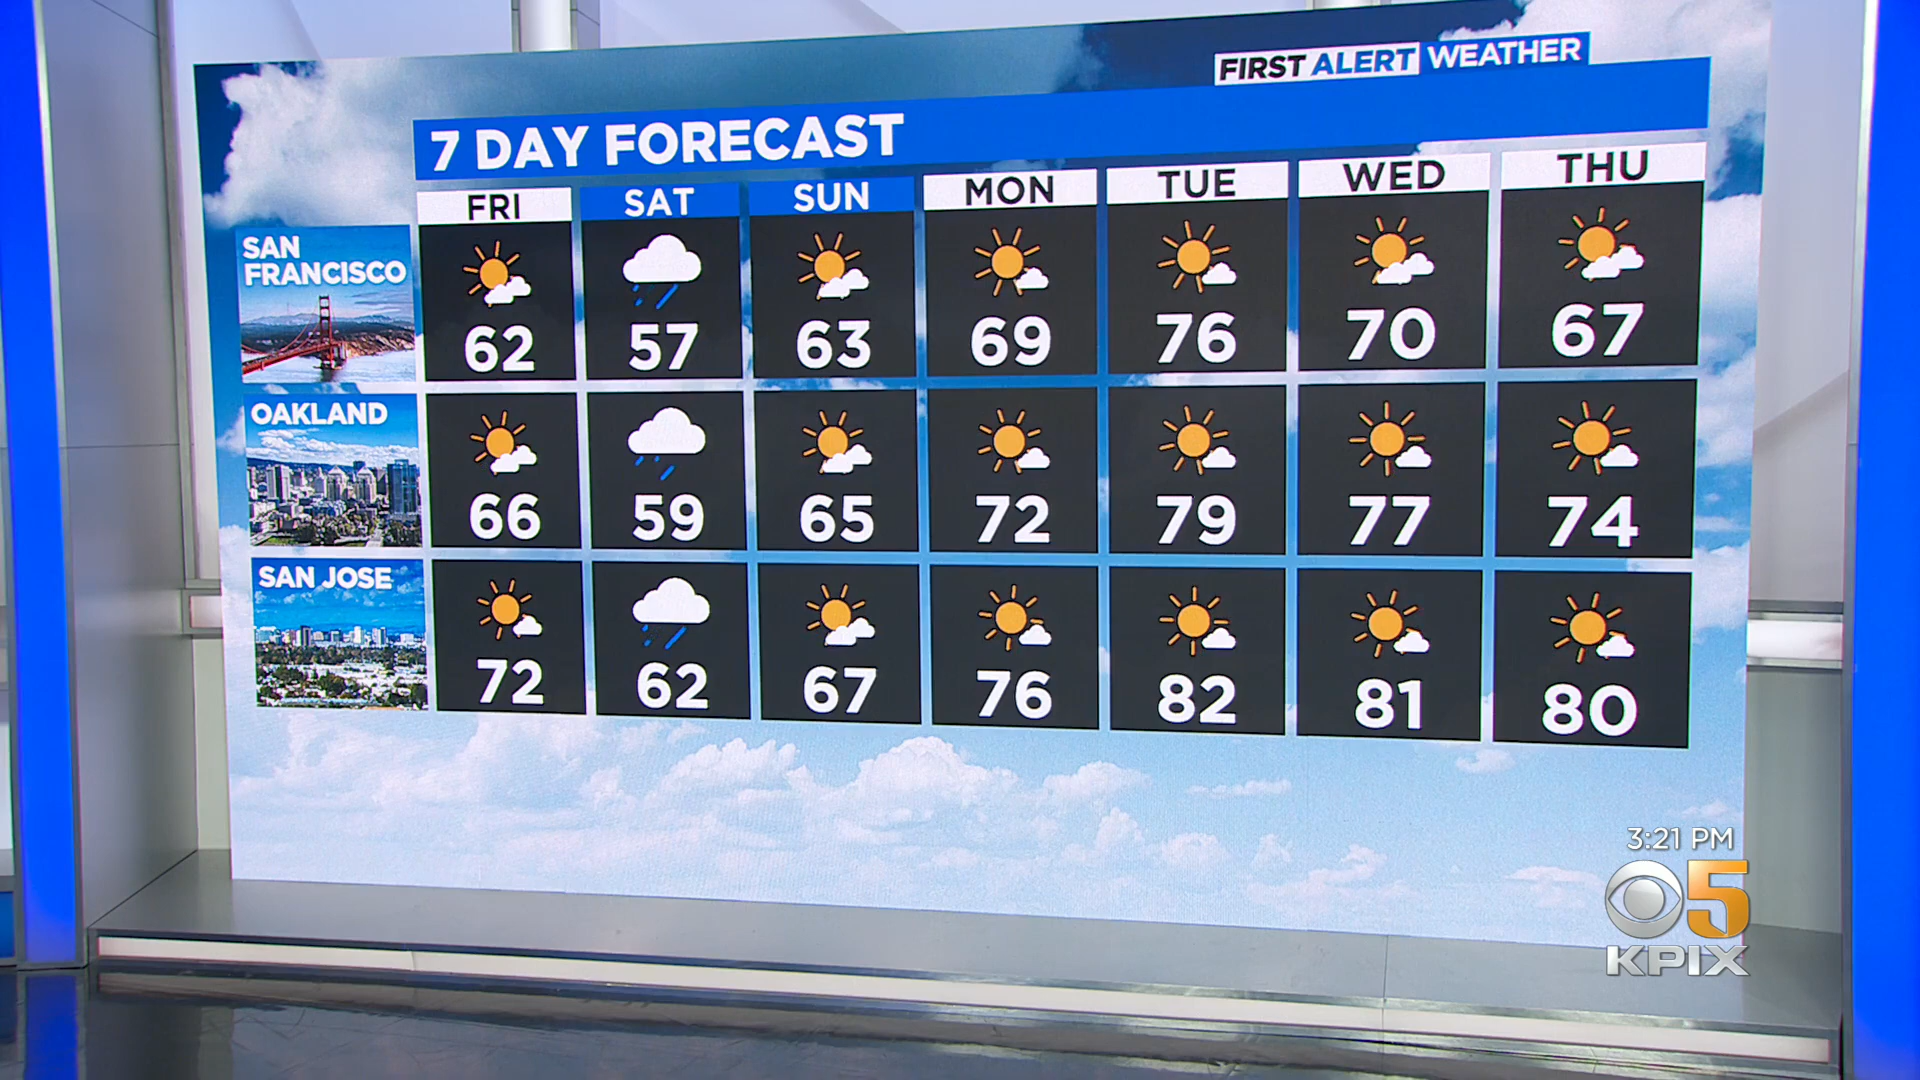 FIRST ALERT WEATHER
7 DAY FORECAST
FRI SAT SUN MON TUE WED THU
SAN
FRANCISCO
62 57 63 69 76 70 67
OAKLAND
66 59 65 72 79 77 74
SAN JOSE
72 62 67 76 82 81 80
3:21 PM
5
KPIX